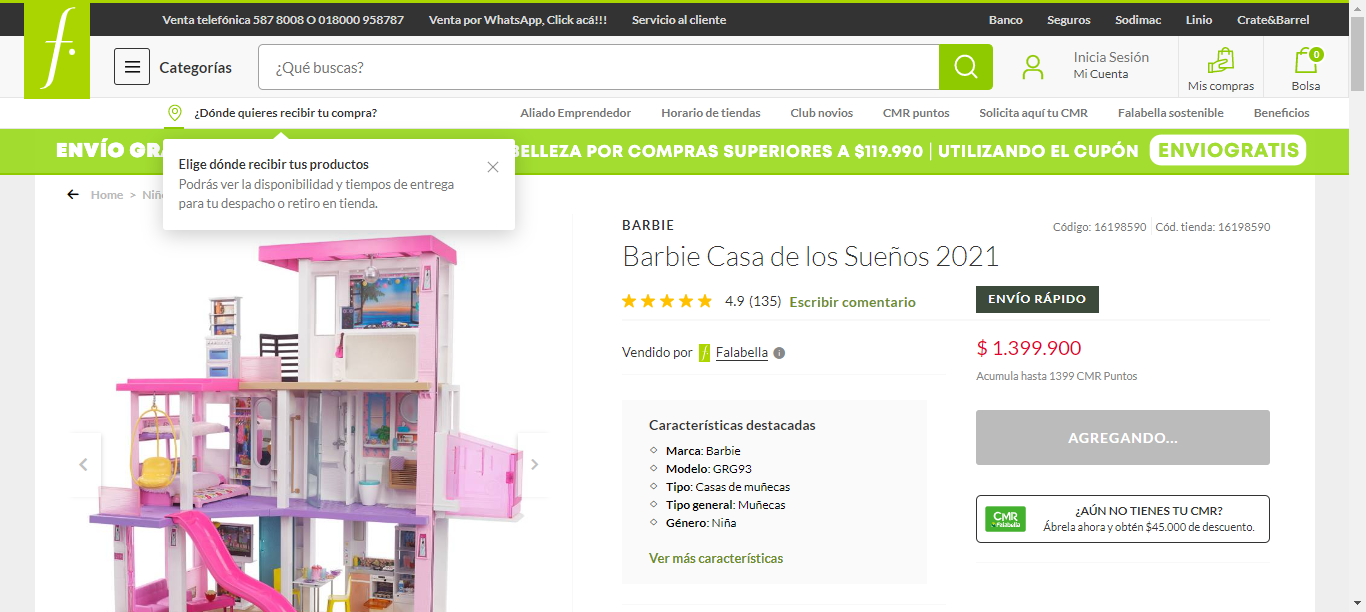 Venta telefónica 587 8008 O 018000 958787 Venta por WhatsApp, Click acá!!! Servicio al cliente Banco Seguros Sodimac Linio Crate&Barrel
f.
Categorías ¿Qué buscas? Inicia Sesión
Mi Cuenta
Mis compras
0
Bolsa
¿Dónde quieres recibir tu compra? Aliado Emprendedor Horario de tiendas Club novios CMR puntos Solicita aquí tu CMR Falabella sostenible Beneficios
ENVÍO GRA BELLEZA POR COMPRAS SUPERIORES A $119.990 | UTILIZANDO EL CUPÓN ENVIOGRATIS
Elige dónde recibir tus productos
Podrás ver la disponibilidad y tiempos de entrega
para tu despacho o retiro en tienda.
Home > Niñ
BARBIE
Código: 16198590 Cód. tienda: 16198590
Barbie Casa de los Sueños 2021
4.9 (135) Escribir comentario
ENVÍO RÁPIDO
Vendido por f Falabella i
$ 1.399.900
Acumula hasta 1399 CMR Puntos
AGREGANDO...
Características destacadas
Marca: Barbie
Modelo: GRG93
Tipo: Casas de muñecas
Tipo general: Muñecas
Género: Niña
Ver más características
CMR
Falabella
¿AÚN NO TIENES TU CMR?
Ábrela ahora y obtén $45.000 de descuento.